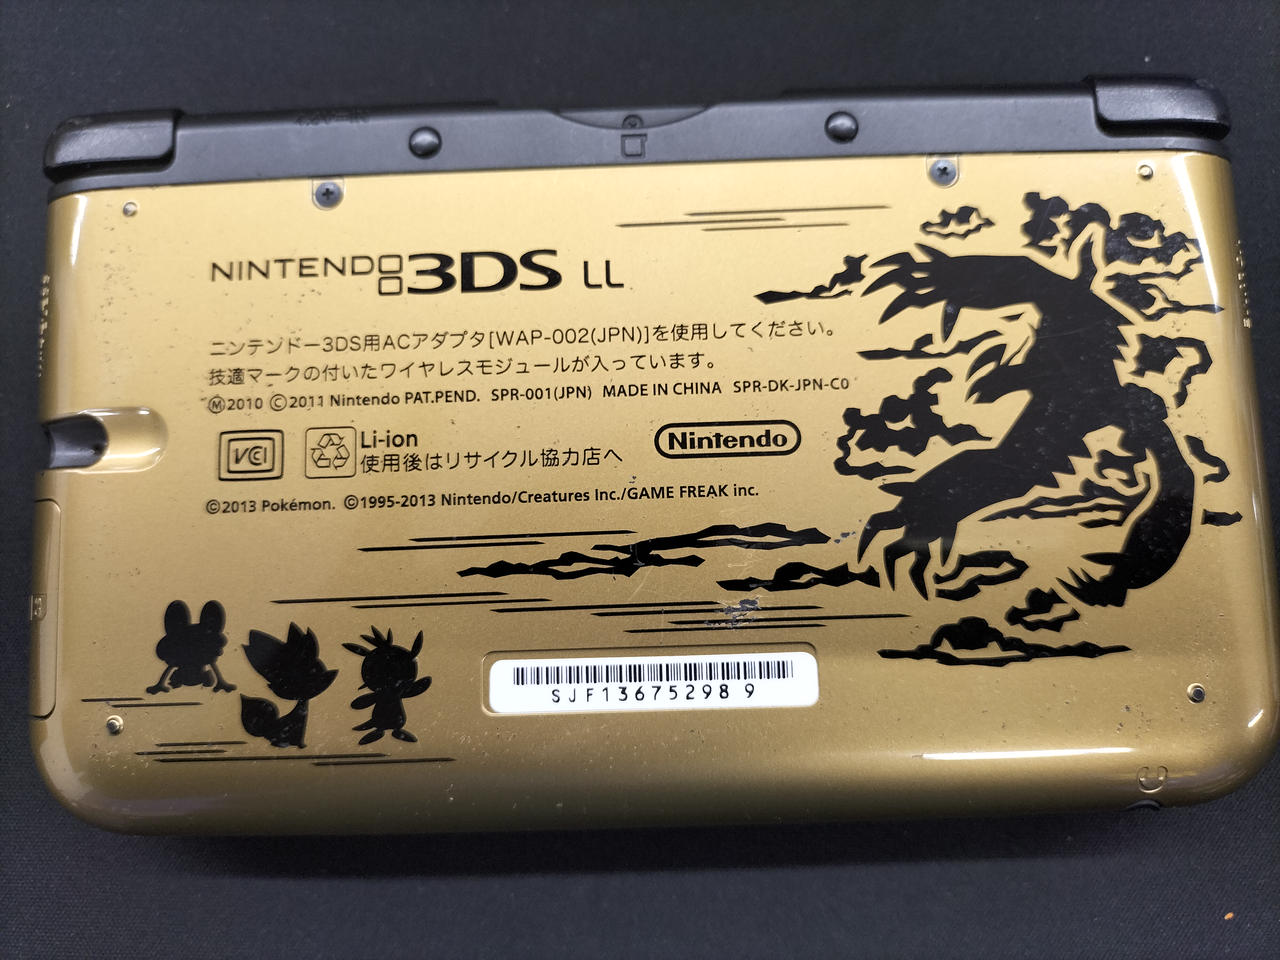 NINTENDO 3DS LL
ニンテンドー3DS用ACアダプタ[WAP-002(JPN)]を使用してください。
技適マークの付いたワイヤレスモジュールが入っています。
Ⓜ2010 Ⓒ2011 Nintendo PAT.PEND. SPR-001(JPN) MADE IN CHINA SPR-DK-JPN-C0
VCI
Li-ion
使用後はリサイクル協力店へ
Nintendo
©2013 Pokémon. ©1995-2013 Nintendo/Creatures Inc./GAME FREAK inc.
SJF13675298 9